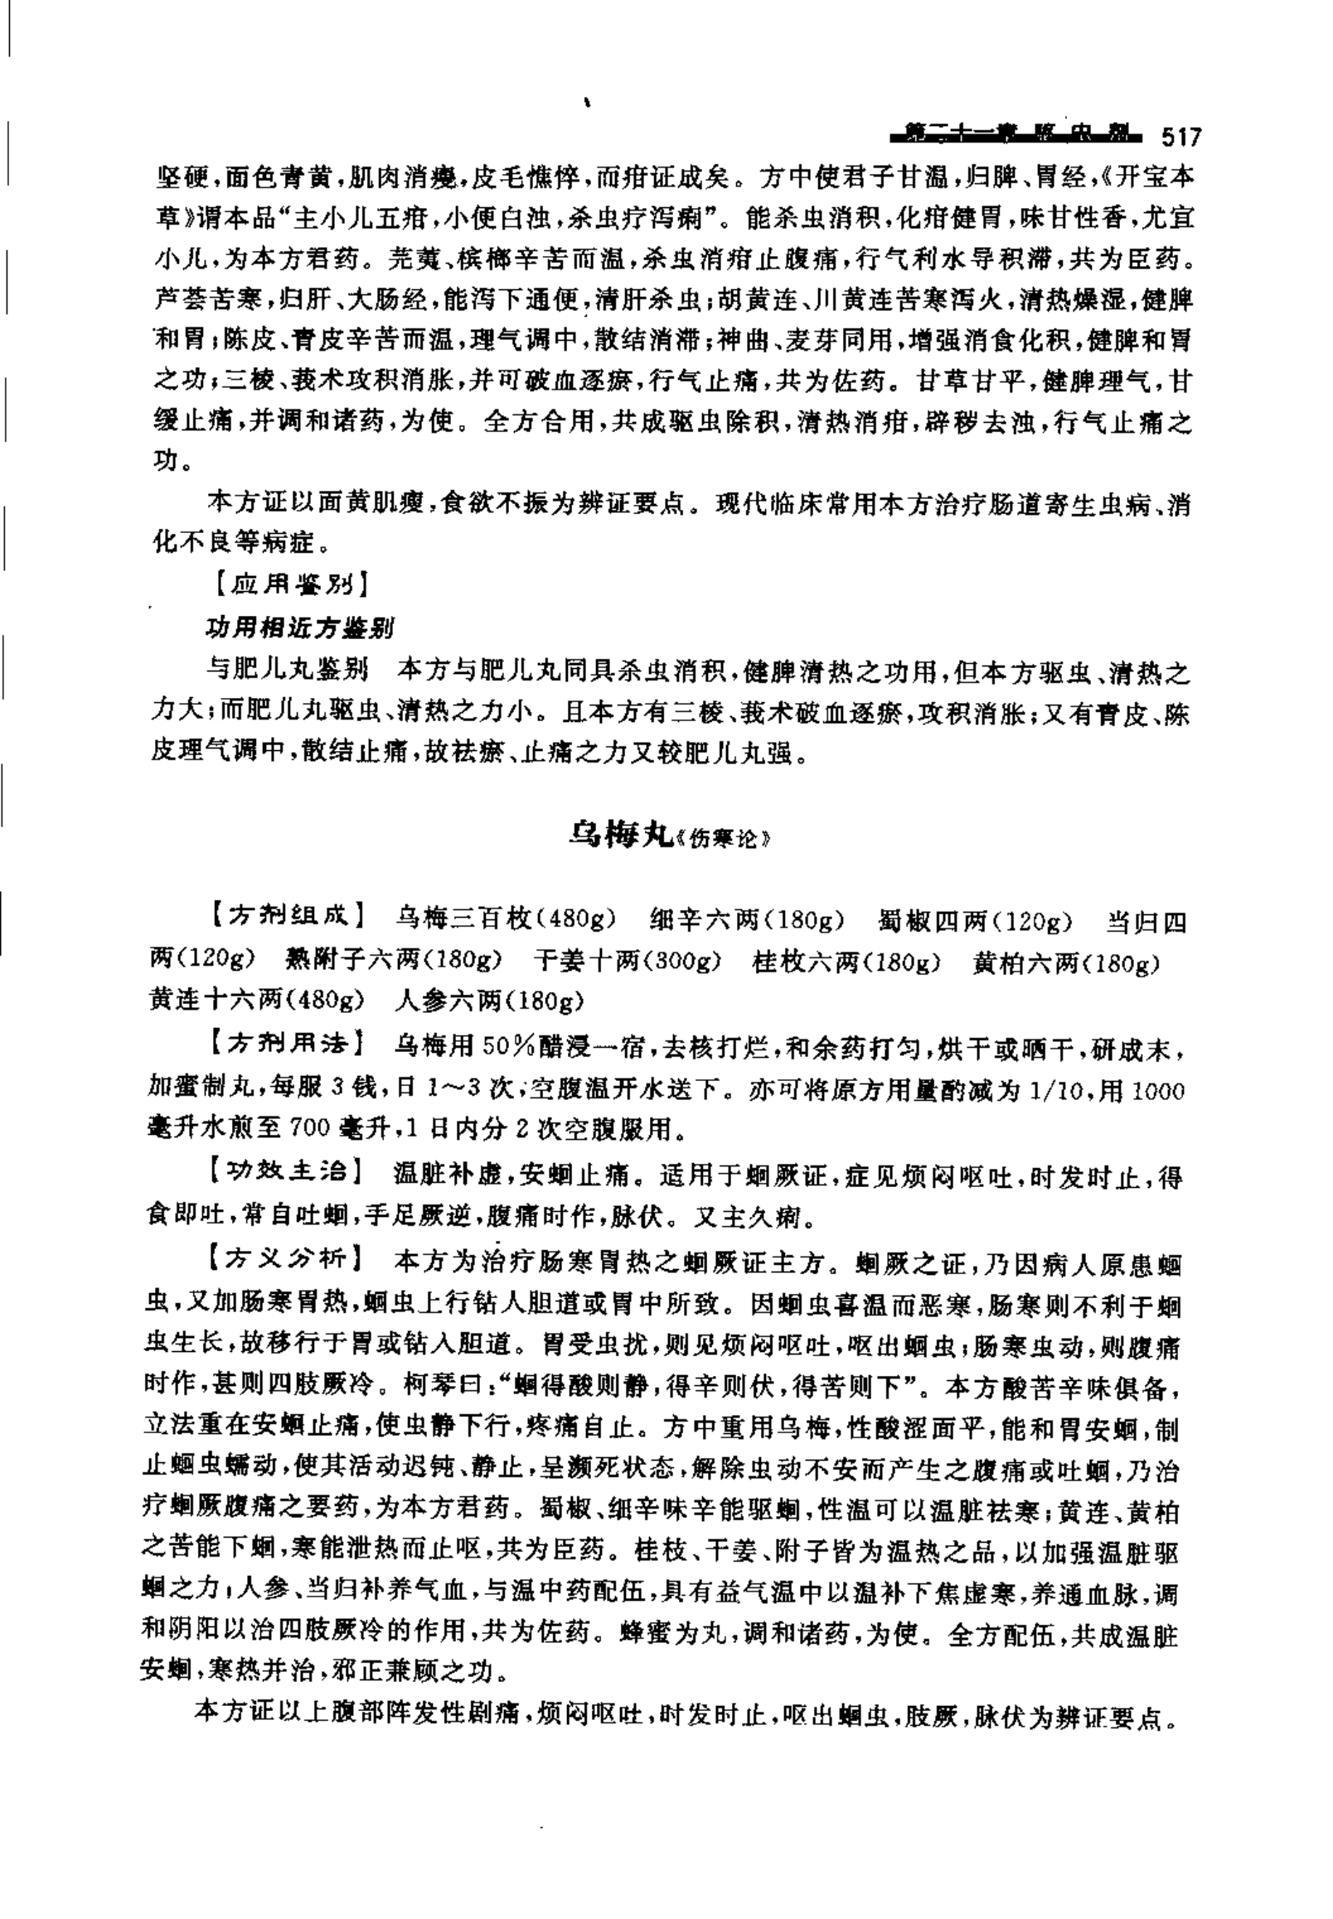 第二十一章 驱虫剂 517
坚硬，面色青黄，肌肉消瘦，皮毛憔悴，而疳证成矣。方中使君子甘温，归脾、胃经，《开宝本
草》谓本品“主小儿五疳，小便白浊，杀虫疗泻痢”。能杀虫消积，化疳健胃，味甘性香，尤宜
小儿，为本方君药。芜荑、槟榔辛苦而温，杀虫消疳止腹痛，行气利水导积滞，共为臣药。
芦荟苦寒，归肝、大肠经，能泻下通便，清肝杀虫；胡黄连、川黄连苦寒泻火，清热燥湿，健脾
和胃；陈皮、青皮辛苦而温，理气调中，散结消滞；神曲、麦芽同用，增强消食化积，健脾和胃
之功；三棱、莪术攻积消胀，并可破血逐瘀，行气止痛，共为佐药。甘草甘平，健脾理气，甘
缓止痛，并调和诸药，为使。全方合用，共成驱虫除积，清热消疳，辟秽去浊，行气止痛之
功。
本方证以面黄肌瘦，食欲不振为辨证要点。现代临床常用本方治疗肠道寄生虫病、消
化不良等病症。
【应用鉴别】
功用相近方鉴别
与肥儿丸鉴别 本方与肥儿丸同具杀虫消积，健脾清热之功用，但本方驱虫、清热之
力大；而肥儿丸驱虫、清热之力小。且本方有三棱、莪术破血逐瘀，攻积消胀；又有青皮、陈
皮理气调中，散结止痛，故祛瘀、止痛之力又较肥儿丸强。
乌梅丸《伤寒论》
【方剂组成】 乌梅三百枚(480g) 细辛六两(180g) 蜀椒四两(120g) 当归四
两(120g) 熟附子六两(180g) 干姜十两(300g) 桂枚六两(180g) 黄柏六两(180g)
黄连十六两(480g) 人参六两(180g)
【方剂用法】 乌梅用50%醋浸一宿，去核打烂，和余药打匀，烘干或晒干，研成末，
加蜜制丸，每服3钱，日1～3次，空腹温开水送下。亦可将原方用量酌减为1/10，用1000
毫升水煎至700毫升，1日内分2次空腹服用。
【功效主治】 温脏补虚，安蛔止痛。适用于蛔厥证，症见烦闷呕吐，时发时止，得
食即吐，常自吐蛔，手足厥逆，腹痛时作，脉伏。又主久痢。
【方义分析】 本方为治疗肠寒胃热之蛔厥证主方。蛔厥之证，乃因病人原患蛔
虫，又加肠寒胃热，蛔虫上行钻人胆道或胃中所致。因蛔虫喜温而恶寒，肠寒则不利于蛔
虫生长，故移行于胃或钻入胆道。胃受虫扰，则见烦闷呕吐，呕出蛔虫；肠寒虫动，则腹痛
时作，甚则四肢厥冷。柯琴曰：“蛔得酸则静，得辛则伏，得苦则下”。本方酸苦辛味俱备，
立法重在安蛔止痛，使虫静下行，疼痛自止。方中重用乌梅，性酸涩面平，能和胃安蛔，制
止蛔虫蠕动，使其活动迟钝、静止，呈濒死状态，解除虫动不安而产生之腹痛或吐蛔，乃治
疗蛔厥腹痛之要药，为本方君药。蜀椒、细辛味辛能驱蛔，性温可以温脏祛寒；黄连、黄柏
之苦能下蛔，寒能泄热而止呕，共为臣药。桂枝、干姜、附子皆为温热之品，以加强温脏驱
蛔之力；人参、当归补养气血，与温中药配伍，具有益气温中以温补下焦虚寒，养通血脉，调
和阴阳以治四肢厥冷的作用，共为佐药。蜂蜜为丸，调和诸药，为使。全方配伍，共成温脏
安蛔，寒热并治，邪正兼顾之功。
本方证以上腹部阵发性剧痛，烦闷呕吐，时发时止，呕出蛔虫，肢厥，脉伏为辨证要点。